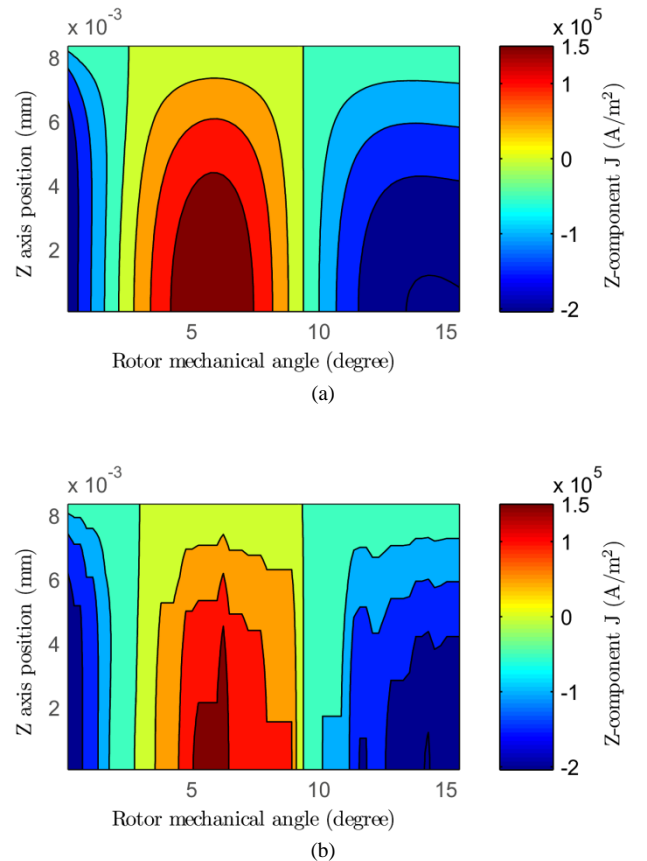 x 10⁻³
x 10⁵
8
6
4
2
Z axis position (mm)
5
10
15
Rotor mechanical angle (degree)
1.5
1
0
-1
-2
Z-component J (A/m²)
(a)
x 10⁻³
x 10⁵
8
6
4
2
Z axis position (mm)
5
10
15
Rotor mechanical angle (degree)
1.5
1
0
-1
-2
Z-component J (A/m²)
(b)